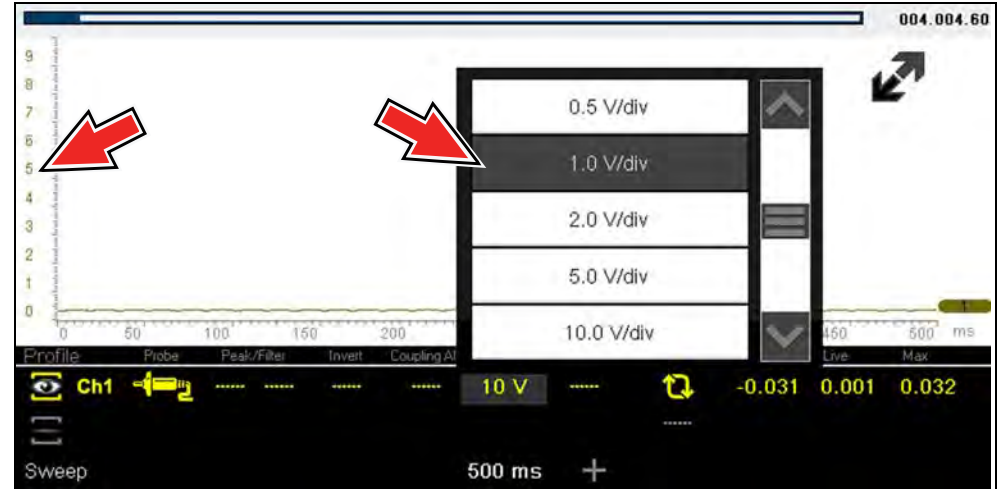 004.004.60
9
8
7
6
5
4
3
2
1
0
0.5 V/div
1.0 V/div
2.0 V/div
5.0 V/div
10.0 V/div
0 50 100 150 200 450 500 ms
Profile Probe Peak/Filter Invert Coupling Live Max
Ch1 ------ ------ ------ ------ 10 V ------ -0.031 0.001 0.032
------
Sweep 500 ms +